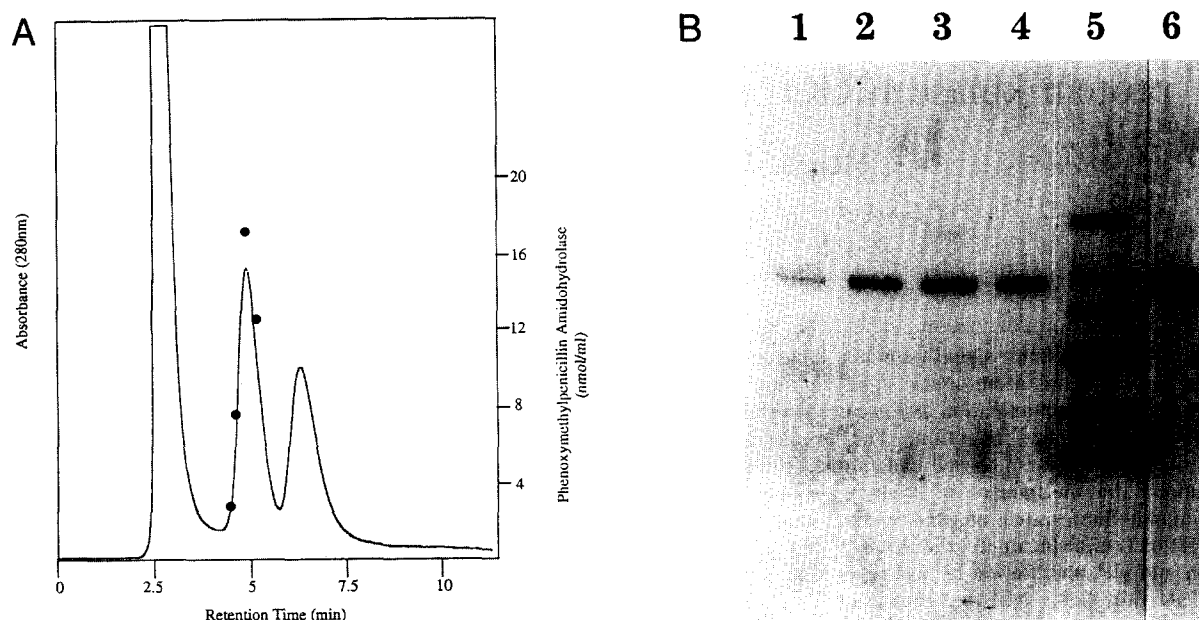 A
Absorbance (280nm)
20
16
12
8
4
Phenoxymethylpenicillin Amidohydrolase
(nmol/ml)
0
2.5
5
7.5
10
Retention Time (min)
B
1 2 3 4 5 6